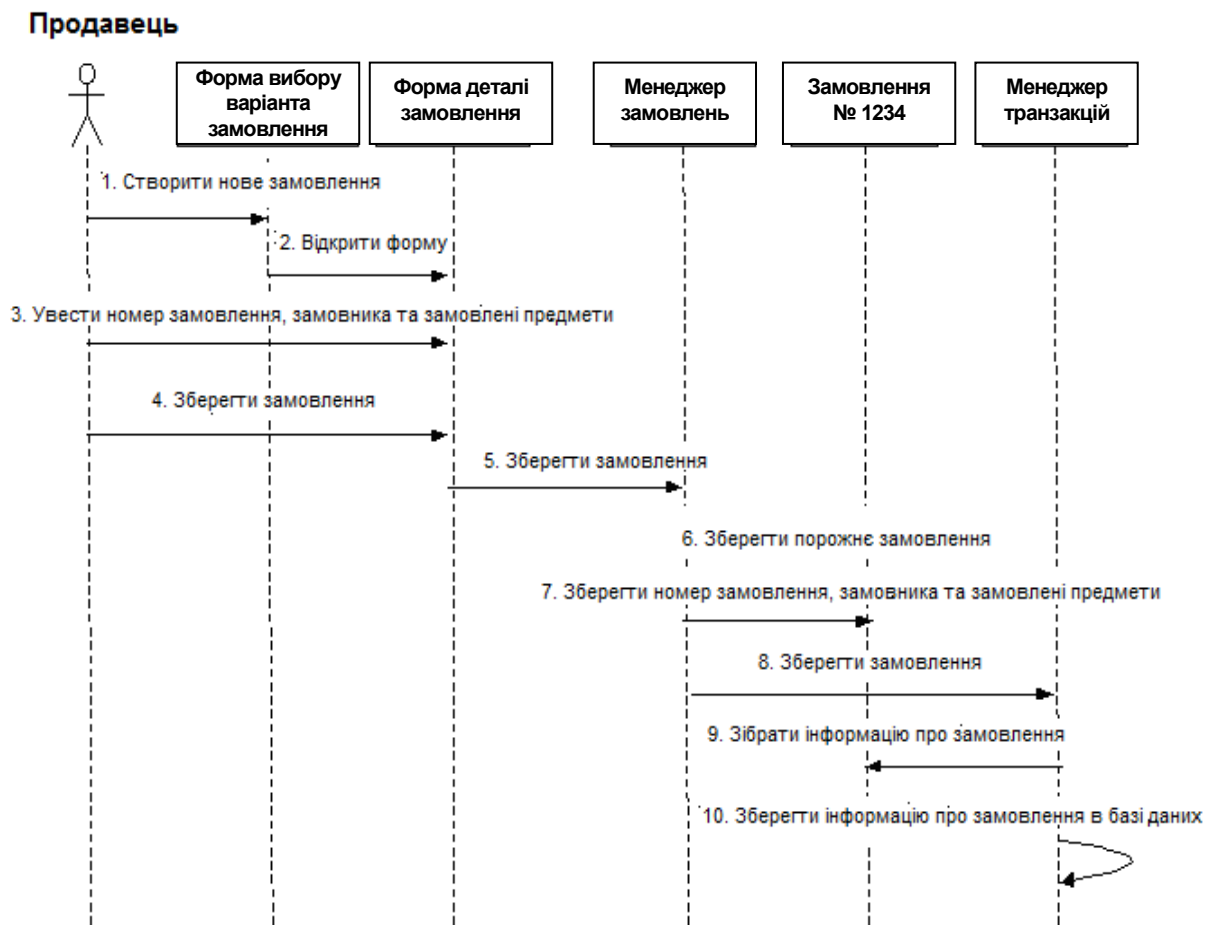 Продавець
Форма вибору
варіанта
замовлення
Форма деталі
замовлення
Менеджер
замовлень
Замовлення
№ 1234
Менеджер
транзакцій
1. Створити нове замовлення
2. Відкрити форму
3. Увести номер замовлення, замовника та замовлені предмети
4. Зберегти замовлення
5. Зберегти замовлення
6. Зберегти порожнє замовлення
7. Зберегти номер замовлення, замовника та замовлені предмети
8. Зберегти замовлення
9. Зібрати інформацію про замовлення
10. Зберегти інформацію про замовлення в базі даних